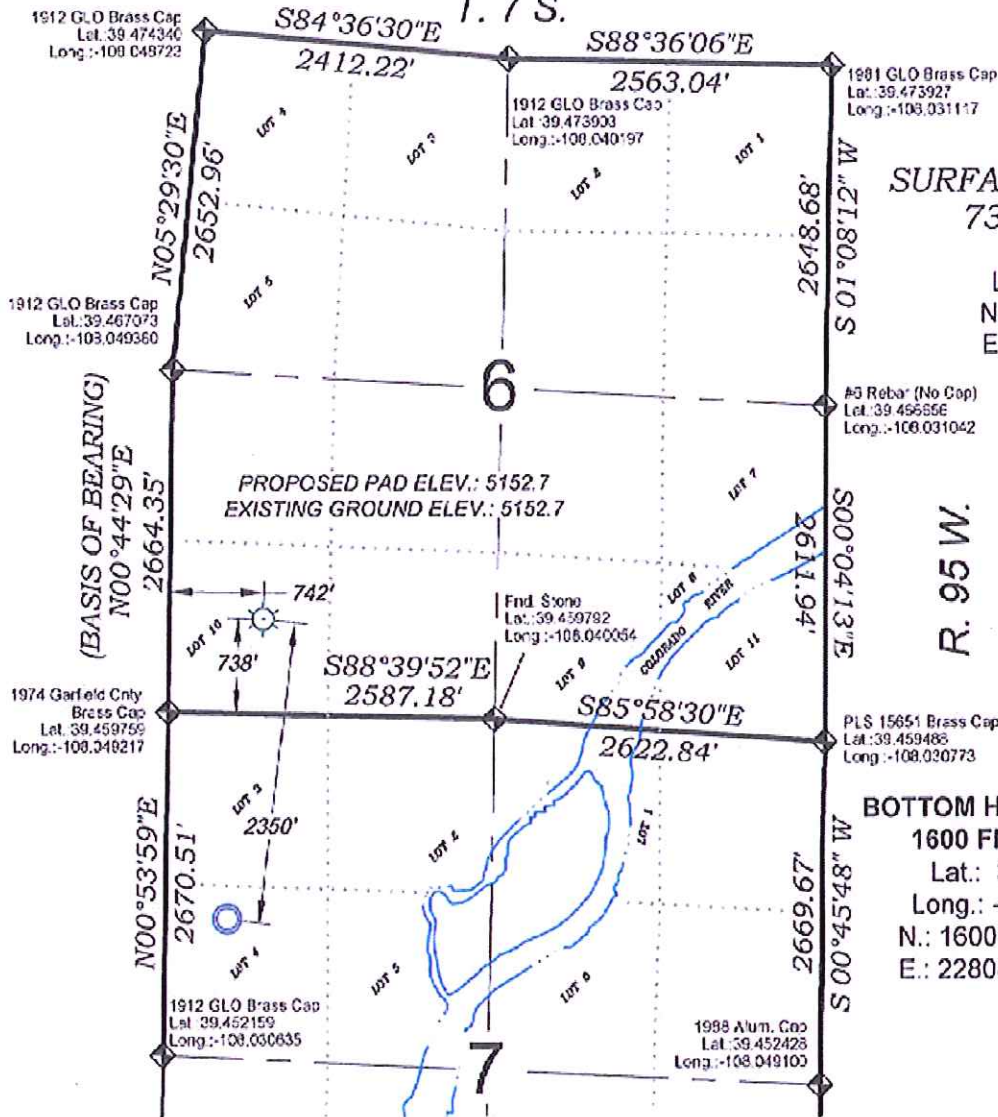 T. 7 S.
1912 GLO Brass Cap
Lat.:39.474340
Long.:-108.048723
S84°36'30"E
2412.22'
S88°36'06"E
2563.04'
1912 GLO Brass Cap
Lat:39.473903
Long.:-108.040197
1981 GLO Brass Cap
Lat.:39.473927
Long.:-108.031117
LOT 4
LOT 3
LOT 2
LOT 1
N05°29'30"E
2652.96'
S 01°08'12" W
2648.68'
SURFA
73
L
N
E
LOT 5
1912 GLO Brass Cap
Lat.:39.467073
Long.:-108.049360
6
#6 Rebar (No Cap)
Lat.:39.466656
Long.:-108.031042
(BASIS OF BEARING)
N00°44'29"E
2664.35'
PROPOSED PAD ELEV.: 5152.7
EXISTING GROUND ELEV.: 5152.7
LOT 7
S00°04'13"E
2611.94'
R. 95 W.
742'
LOT 10
738'
LOT 8
COLORADO RIVER
LOT 9
LOT 11
Fnd. Stone
Lat.:39.459792
Long.:-108.040054
S88°39'52"E
2587.18'
S85°58'30"E
2622.84'
1974 Garfield Cnty
Brass Cap
Lat.:39.459759
Long.:-108.049217
PLS 15651 Brass Cap
Lat.:39.459488
Long.:-108.030773
N00°53'59"E
2670.51'
LOT 3
2350'
LOT 2
LOT 1
S 00°45'48" W
2669.67'
BOTTOM H
1600 F
Lat.:
Long.: -
N.: 1600
E.: 2280
LOT 4
LOT 5
LOT 6
1912 GLO Brass Cap
Lat.:39.452159
Long.:-108.030635
7
1988 Alum. Cap
Lat.:39.452428
Long.:-108.049100